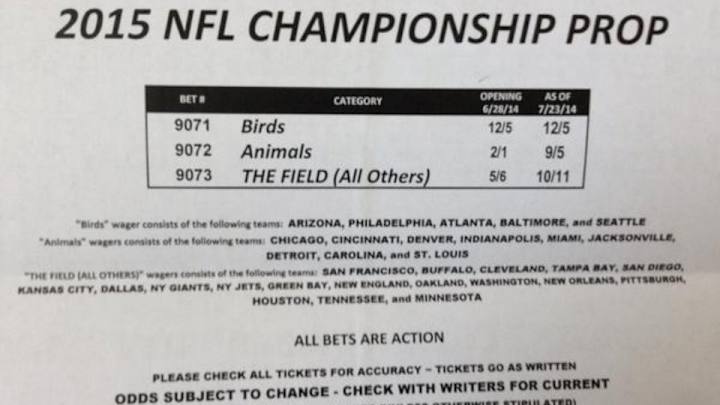 2015 NFL CHAMPIONSHIP PROP
BET # CATEGORY OPENING 6/28/14 AS OF 7/23/14
9071 Birds 12/5 12/5
9072 Animals 2/1 9/5
9073 THE FIELD (All Others) 5/6 10/11
"Birds" wager consists of the following teams: ARIZONA, PHILADELPHIA, ATLANTA, BALTIMORE, and SEATTLE
"Animals" wagers consists of the following teams: CHICAGO, CINCINNATI, DENVER, INDIANAPOLIS, MIAMI, JACKSONVILLE,
DETROIT, CAROLINA, and ST. LOUIS
"THE FIELD (ALL OTHERS)" wagers consists of the following teams: SAN FRANCISCO, BUFFALO, CLEVELAND, TAMPA BAY, SAN DIEGO,
KANSAS CITY, DALLAS, NY GIANTS, NY JETS, GREEN BAY, NEW ENGLAND, OAKLAND, WASHINGTON, NEW ORLEANS, PITTSBURGH,
HOUSTON, TENNESSEE, and MINNESOTA
ALL BETS ARE ACTION
PLEASE CHECK ALL TICKETS FOR ACCURACY – TICKETS GO AS WRITTEN
ODDS SUBJECT TO CHANGE - CHECK WITH WRITERS FOR CURRENT
OTHERWISE STIPULATED)